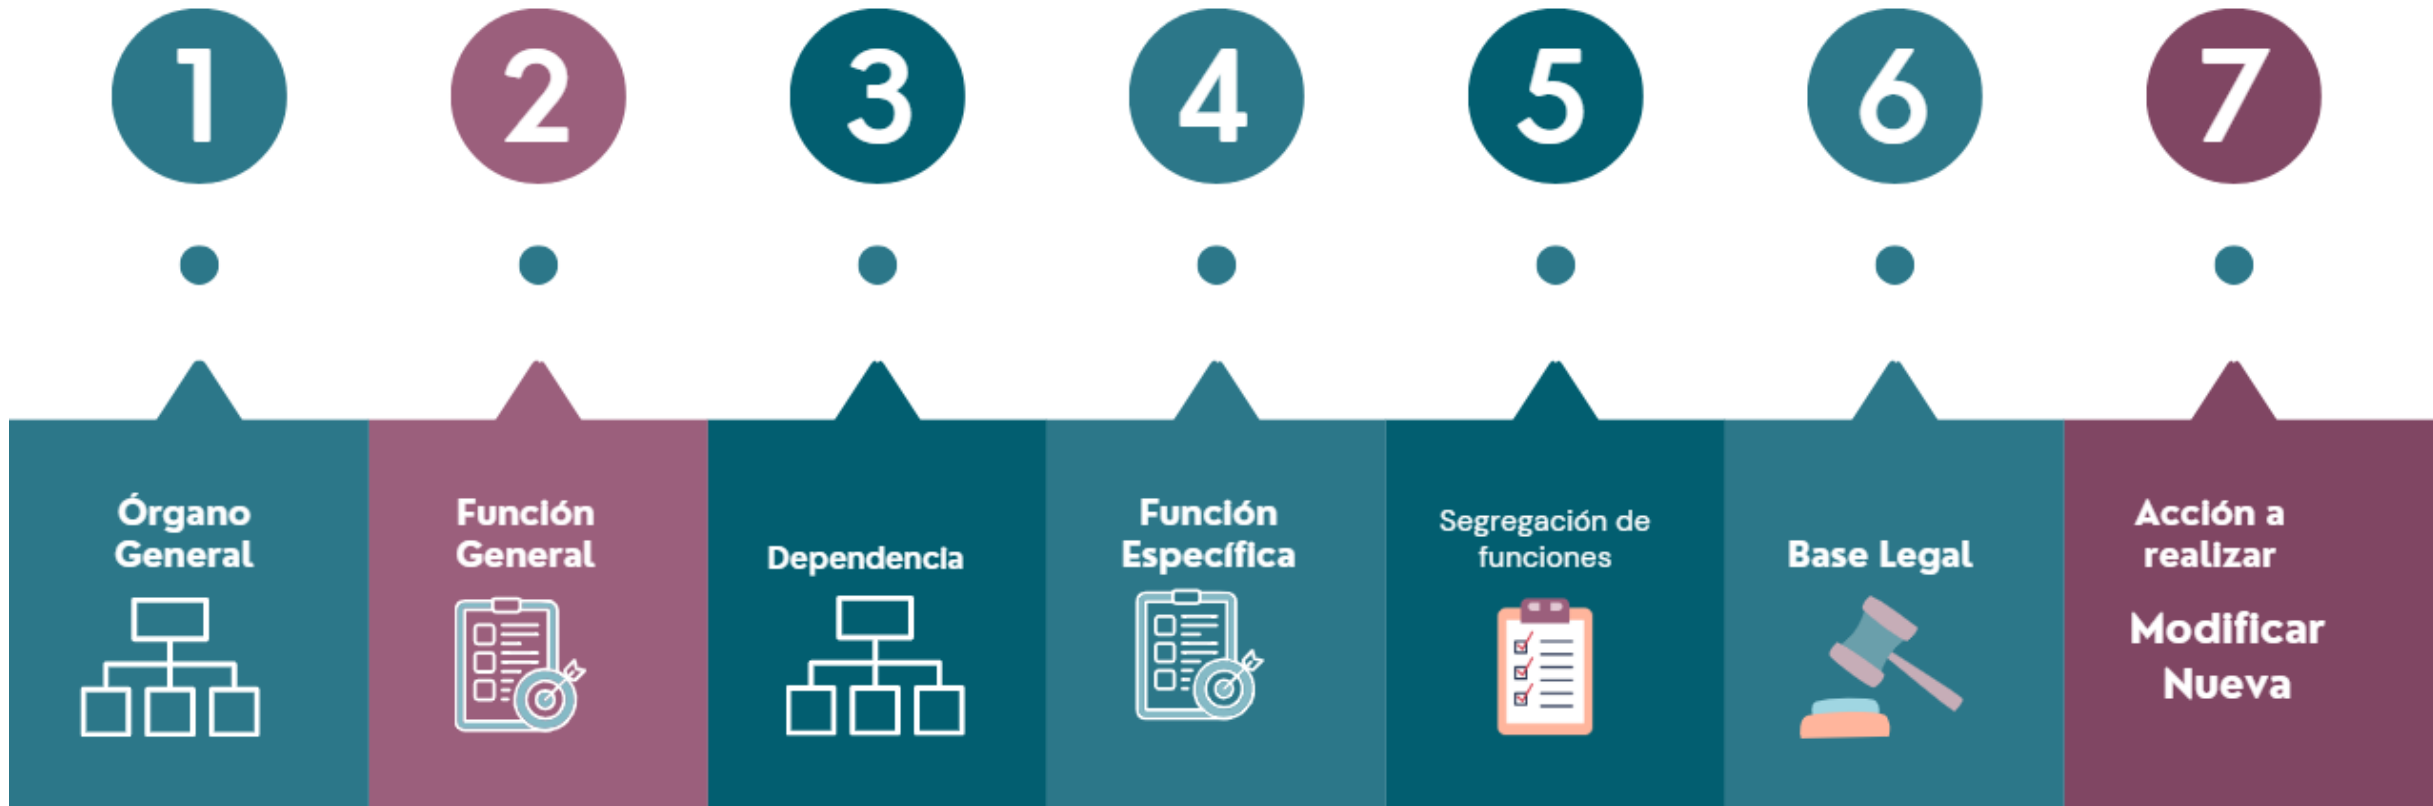 1
2
3
4
5
6
7
Órgano
General
Función
General
Dependencia
Función
Específica
Segregación de
funciones
Base Legal
Acción a
realizar
Modificar
Nueva